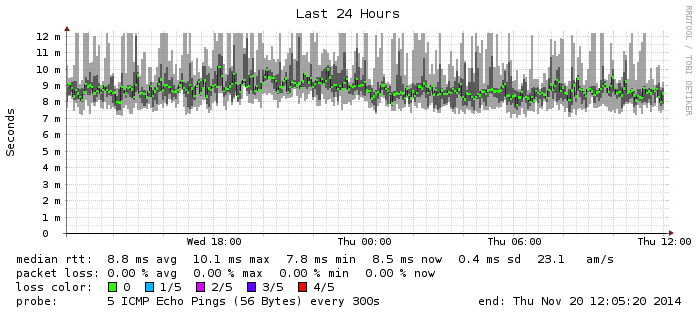 Last 24 Hours
RRDTOOL / TOBI OETIKER
Seconds
12 m
11 m
10 m
9 m
8 m
7 m
6 m
5 m
4 m
3 m
2 m
1 m
0
Wed 18:00 Thu 00:00 Thu 06:00 Thu 12:00
median rtt: 8.8 ms avg 10.1 ms max 7.8 ms min 8.5 ms now 0.4 ms sd 23.1 am/s
packet loss: 0.00 % avg 0.00 % max 0.00 % min 0.00 % now
loss color: 0 1/5 2/5 3/5 4/5
probe: 5 ICMP Echo Pings (56 Bytes) every 300s end: Thu Nov 20 12:05:20 2014